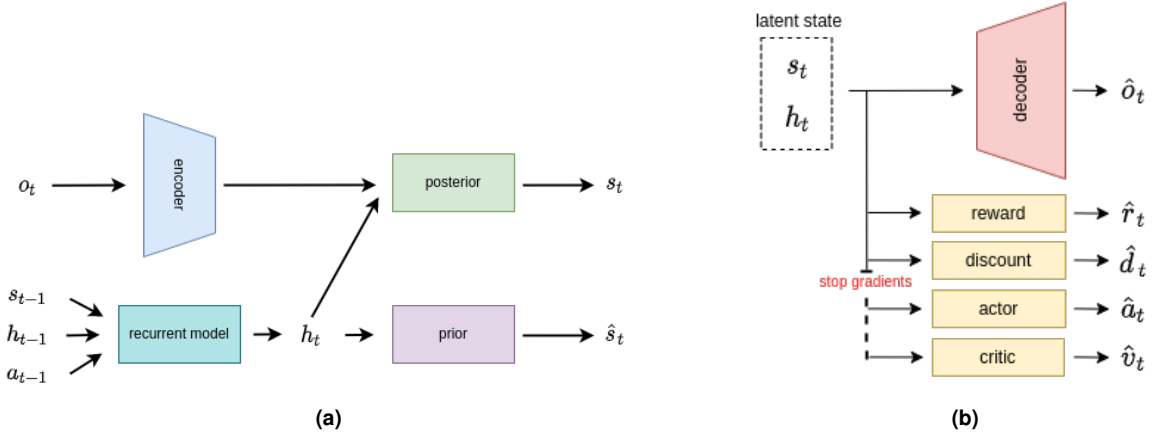 o_t
encoder
posterior
s_t
s_{t-1}
h_{t-1}
a_{t-1}
recurrent model
h_t
prior
ŝ_t
(a)
latent state
s_t
h_t
decoder
ô_t
reward
r̂_t
discount
d̂_t
stop gradients
actor
â_t
critic
v̂_t
(b)